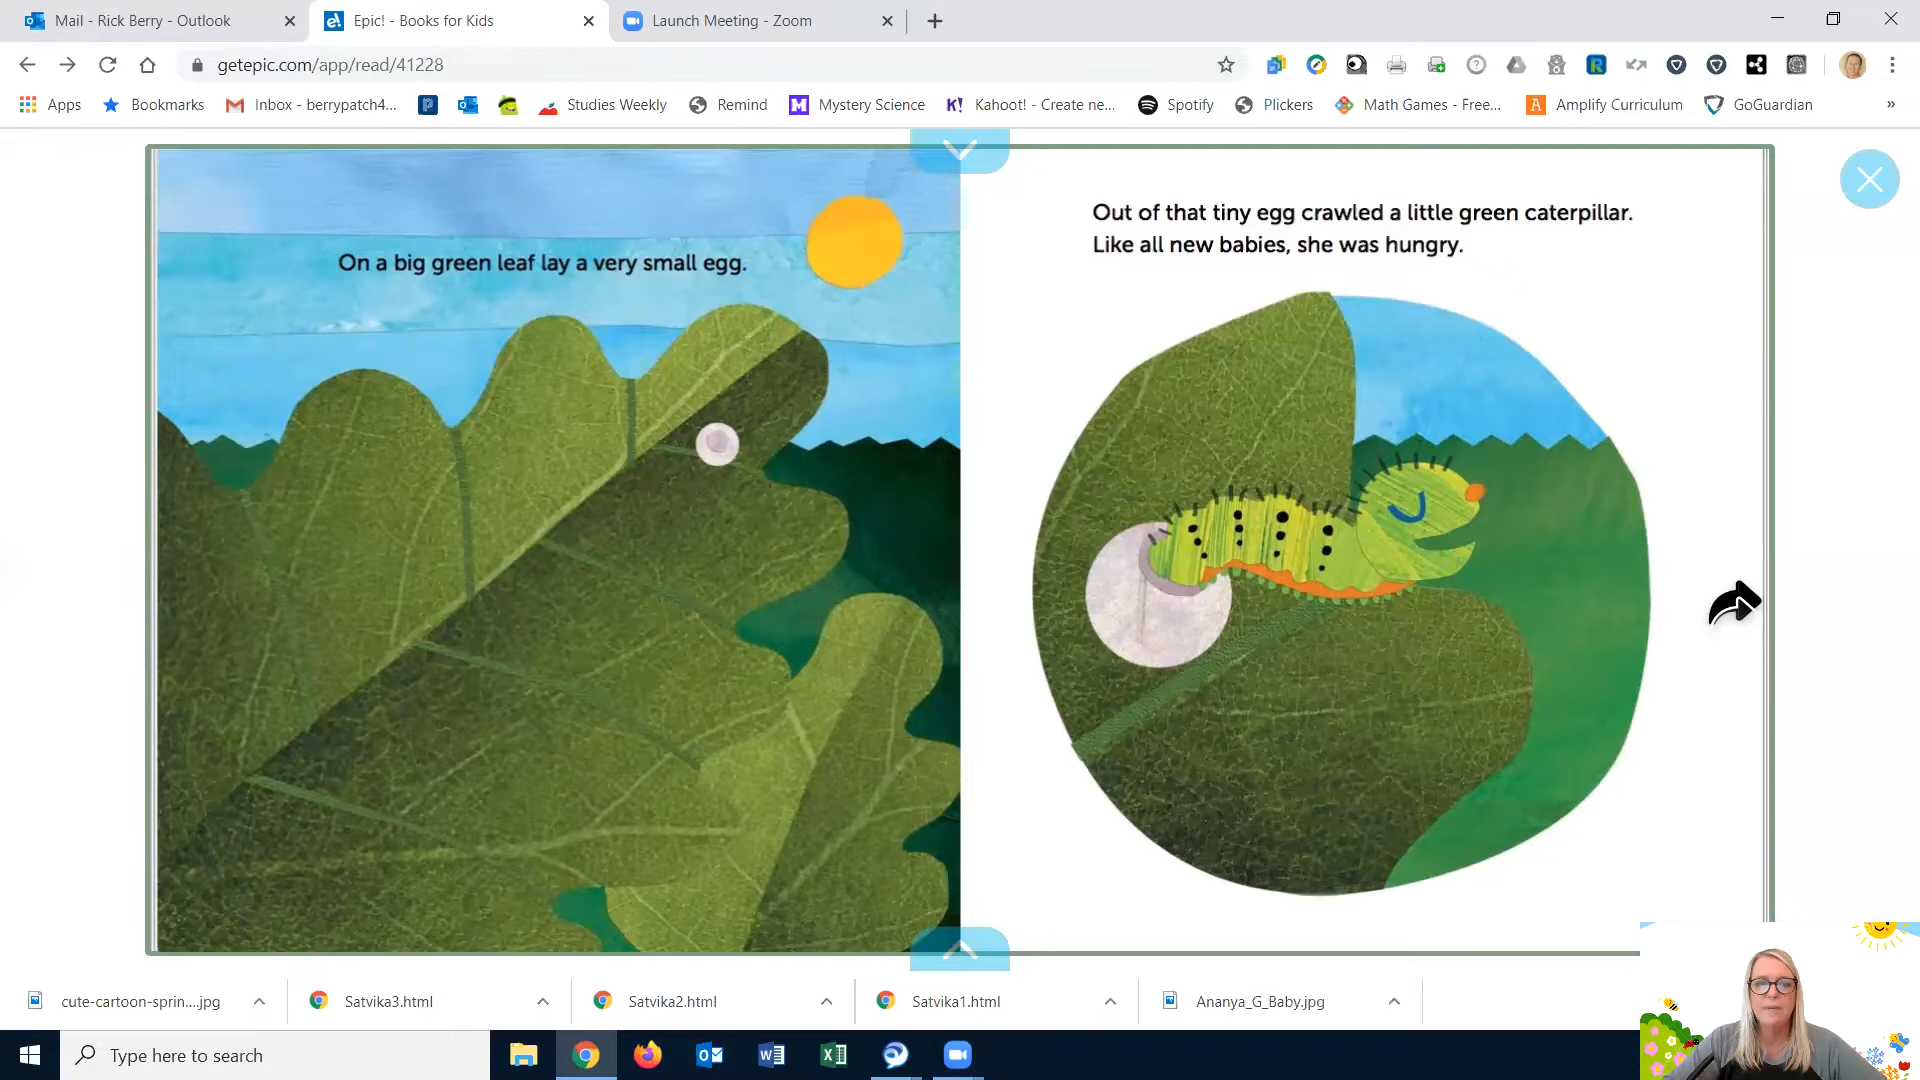 Mail - Rick Berry - Outlook
Epic! - Books for Kids
Launch Meeting - Zoom
getepic.com/app/read/41228
Apps
Bookmarks
Inbox - berrypatch4...
Studies Weekly
Remind
Mystery Science
Kahoot! - Create ne...
Spotify
Plickers
Math Games - Free...
Amplify Curriculum
GoGuardian
»
On a big green leaf lay a very small egg.
Out of that tiny egg crawled a little green caterpillar.
Like all new babies, she was hungry.
cute-cartoon-sprin....jpg
Satvika3.html
Satvika2.html
Satvika1.html
Ananya_G_Baby.jpg
Type here to search